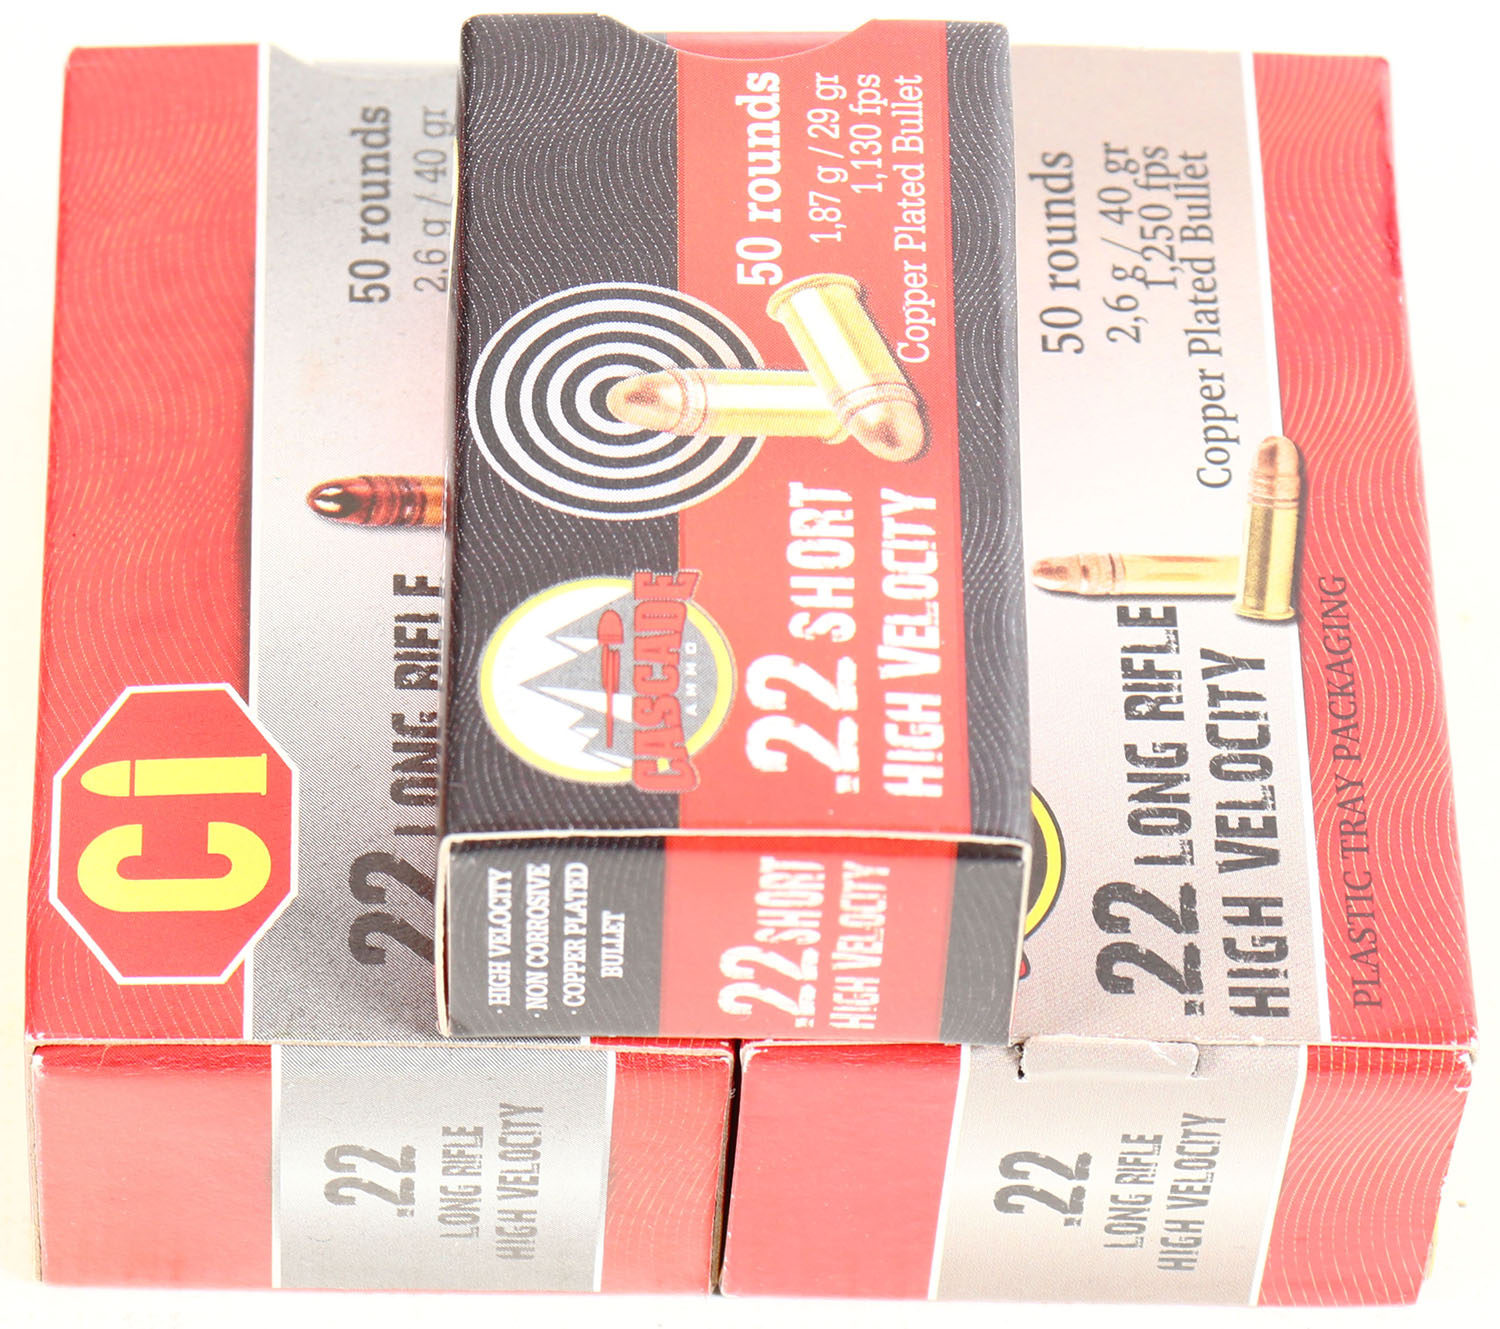 50 rounds
2,6 g / 40 gr
.22 LONG RIFLE
Ci
.22
LONG RIFLE
HIGH VELOCITY
50 rounds
1,87 g / 29 gr
1,130 fps
Copper Plated Bullet
CASCADE
AMMO
.22 SHORT
HIGH VELOCITY
· HIGH VELOCITY
· NON CORROSIVE
· COPPER PLATED
BULLET
.22 SHORT
HIGH VELOCITY
50 rounds
2,6 g / 40 gr
1,250 fps
Copper Plated Bullet
.22 LONG RIFLE
HIGH VELOCITY
PLASTIC TRAY PACKAGING
.22
LONG RIFLE
HIGH VELOCITY